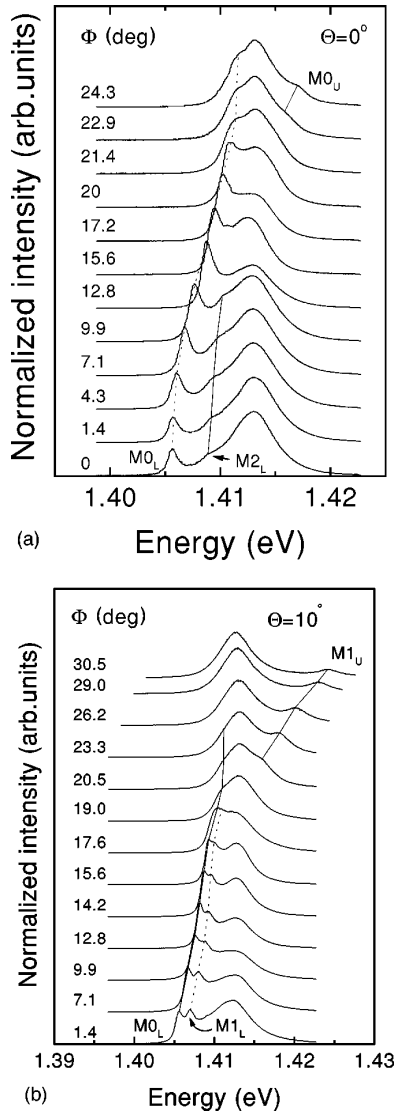 Φ (deg)
Θ=0°
24.3
M0U
22.9
21.4
20
17.2
15.6
12.8
9.9
7.1
4.3
1.4
0
M0L
M2L
1.40
1.41
1.42
Normalized intensity (arb.units)
(a)
Energy (eV)
Φ (deg)
Θ=10°
30.5
M1U
29.0
26.2
23.3
20.5
19.0
17.6
15.6
14.2
12.8
9.9
7.1
M0L
M1L
1.4
1.39
1.40
1.41
1.42
1.43
Normalized intensity (arb.units)
(b)
Energy (eV)